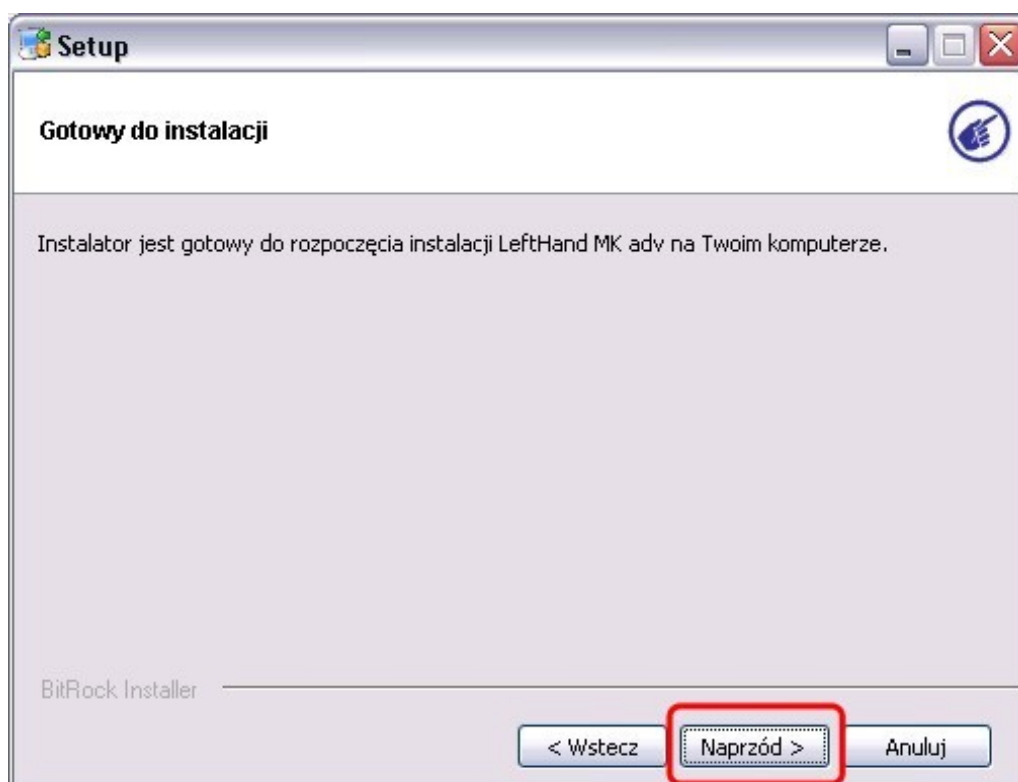 Setup
Gotowy do instalacji
Instalator jest gotowy do rozpoczęcia instalacji LeftHand MK adv na Twoim komputerze.
BitRock Installer
< Wstecz Naprzód > Anuluj